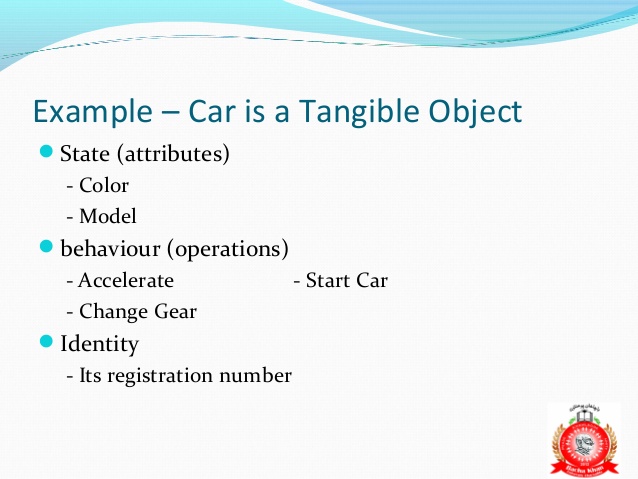 Example – Car is a Tangible Object
State (attributes)
- Color
- Model
behaviour (operations)
- Accelerate - Start Car
- Change Gear
Identity
- Its registration number